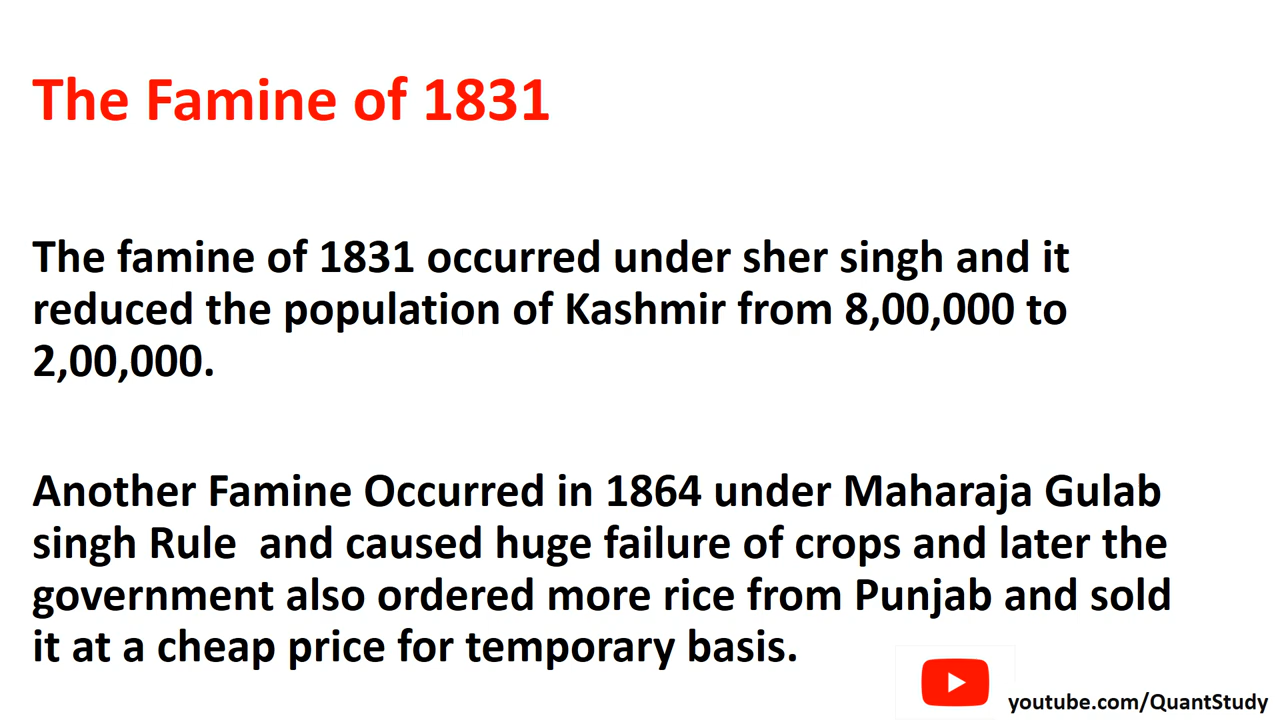 The Famine of 1831
The famine of 1831 occurred under sher singh and it
reduced the population of Kashmir from 8,00,000 to
2,00,000.
Another Famine Occurred in 1864 under Maharaja Gulab
singh Rule  and caused huge failure of crops and later the
government also ordered more rice from Punjab and sold
it at a cheap price for temporary basis.
youtube.com/QuantStudy